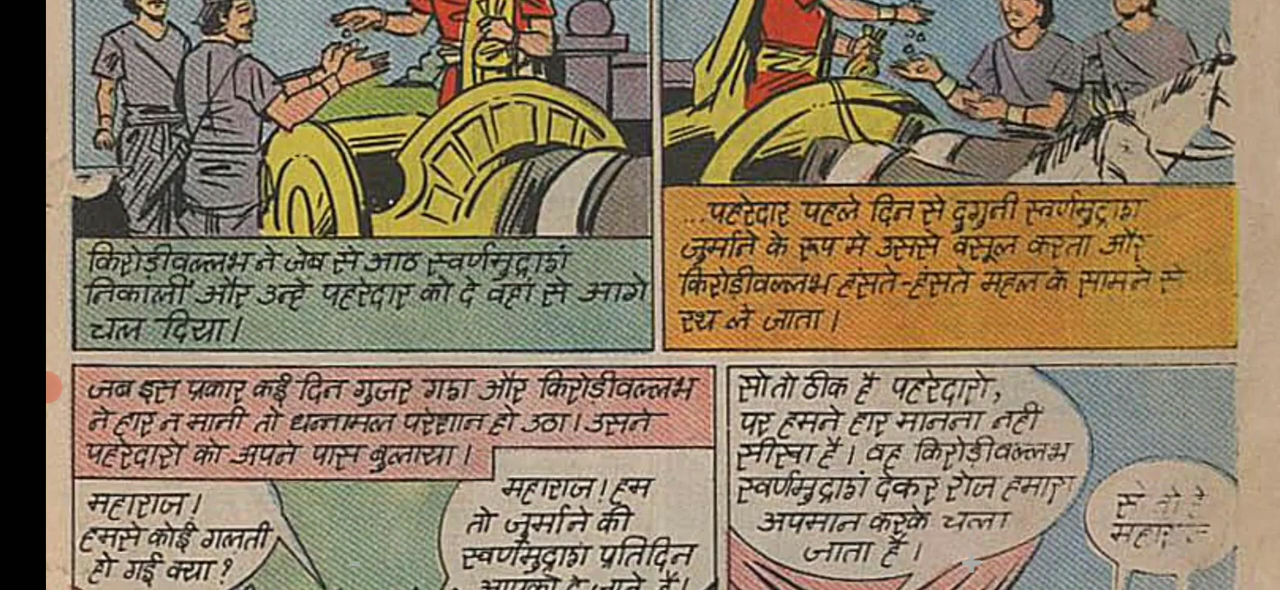 किरोड़ीवल्लभ ने जेब से आठ स्वर्णमुद्राएं
निकालीं और उन्हें पहरेदार को दे वहां से आगे
चल दिया।
...पहरेदार पहले दिन से दुगुनी स्वर्णमुद्राएं
जुर्माने के रूप में उससे वसूल करता और
किरोड़ीवल्लभ हंसते-हंसते महल के सामने से
रथ ले जाता।
जब इस प्रकार कई दिन गुजर गए और किरोड़ीवल्लभ
ने हार न मानी तो धन्नामल परेशान हो उठा। उसने
पहरेदारों को अपने पास बुलाया।
महाराज!
हमसे कोई गलती
हो गई क्या?
महाराज! हम
तो जुर्माने की
स्वर्णमुद्राएं प्रतिदिन
आपको दे जाते हैं।
सो तो ठीक है पहरेदारो,
पर हमने हार मानना नहीं
सीखा है। वह किरोड़ीवल्लभ
स्वर्णमुद्राएं देकर रोज हमारा
अपमान करके चला
जाता है।
सो तो है